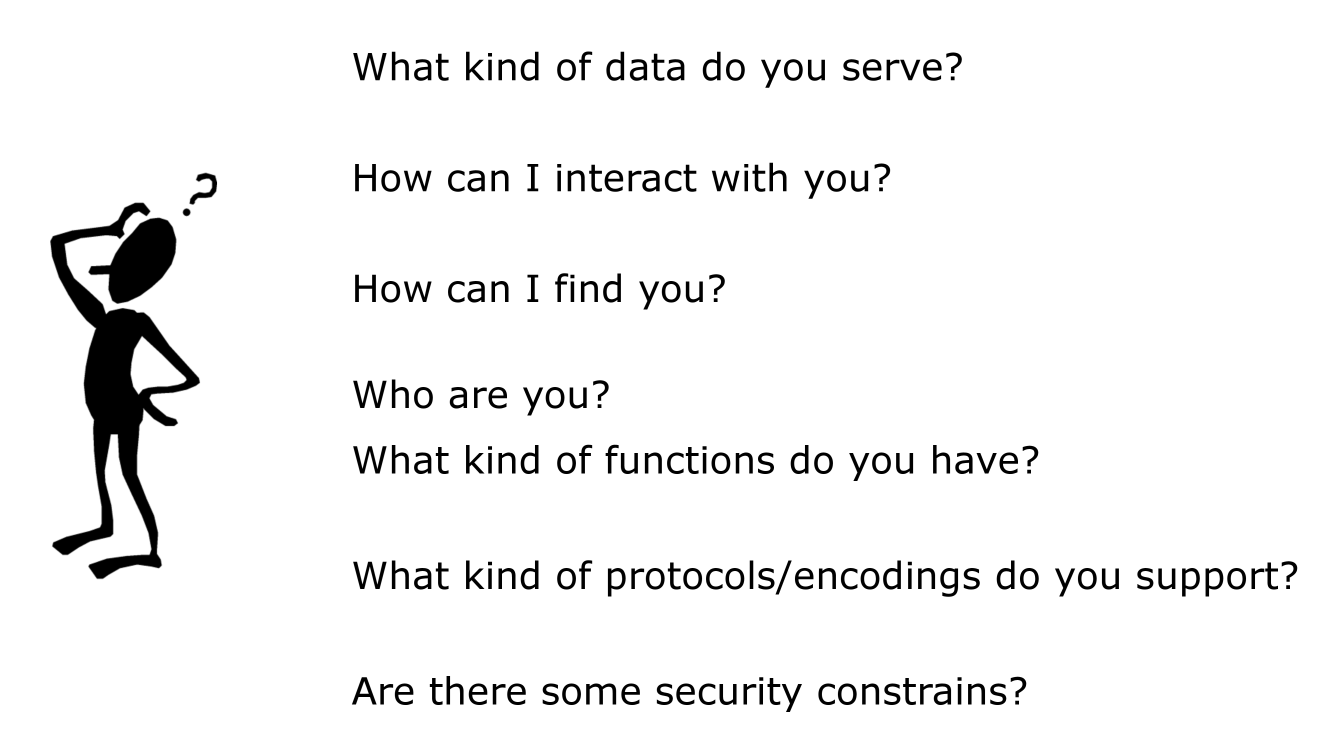 What kind of data do you serve?
How can I interact with you?
How can I find you?
Who are you?
What kind of functions do you have?
What kind of protocols/encodings do you support?
Are there some security constrains?
?